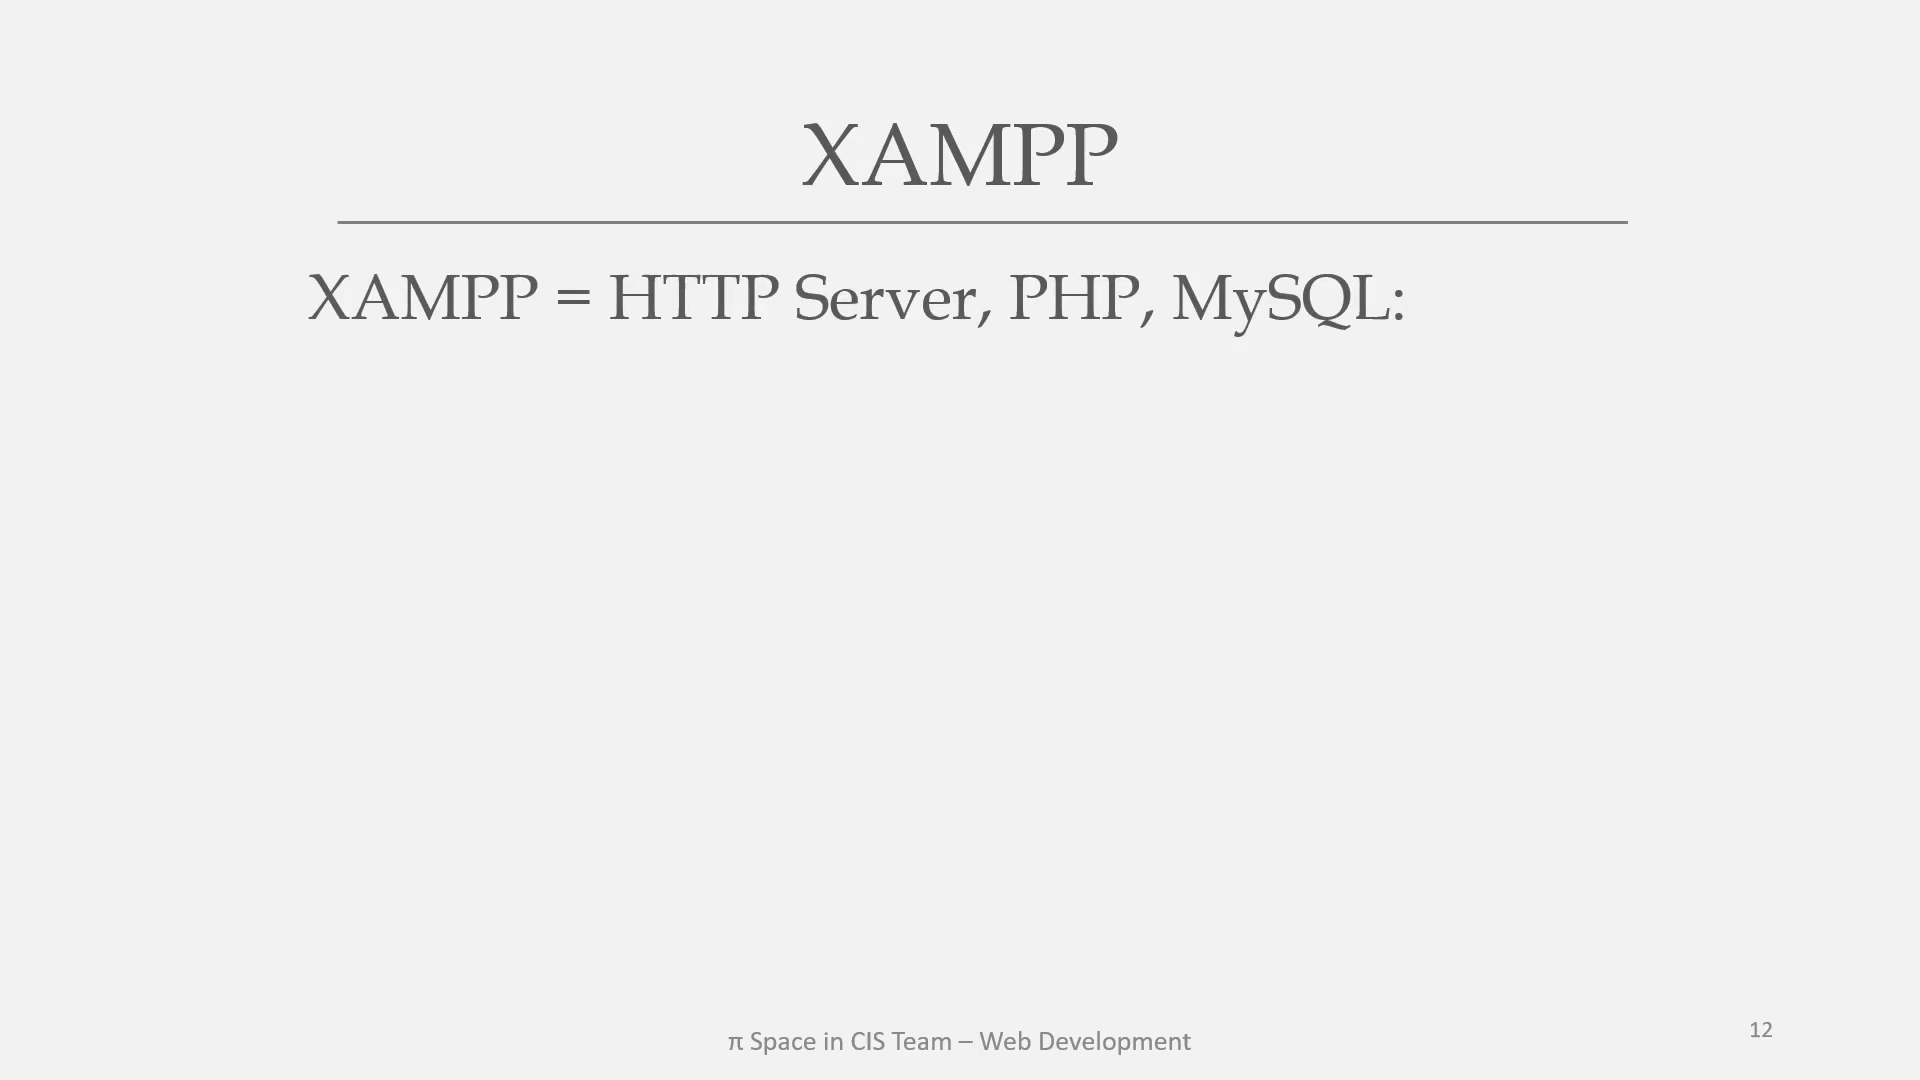 XAMPP
XAMPP = HTTP Server, PHP, MySQL:
π Space in CIS Team – Web Development
12